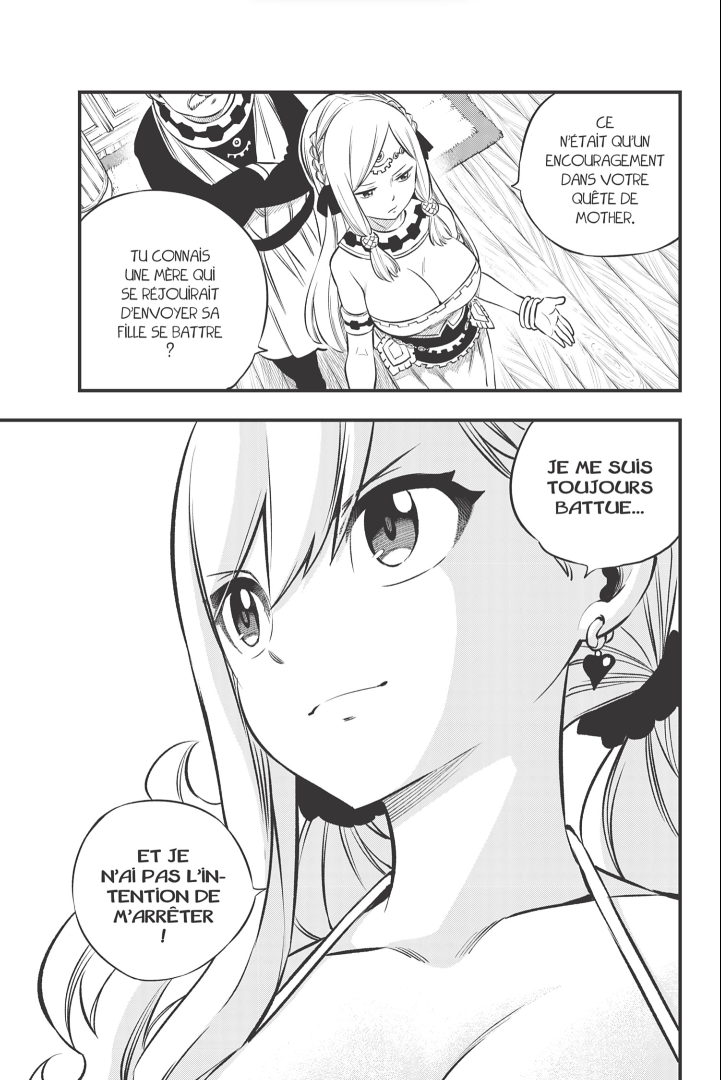 CE
N'ÉTAIT QU'UN
ENCOURAGEMENT
DANS VOTRE
QUÊTE DE
MOTHER.
TU CONNAIS
UNE MÈRE QUI
SE RÉJOUIRAIT
D'ENVOYER SA
FILLE SE BATTRE
?
JE ME SUIS
TOUJOURS
BATTUE...
ET JE
N'AI PAS L'IN-
TENTION DE
M'ARRÊTER
!